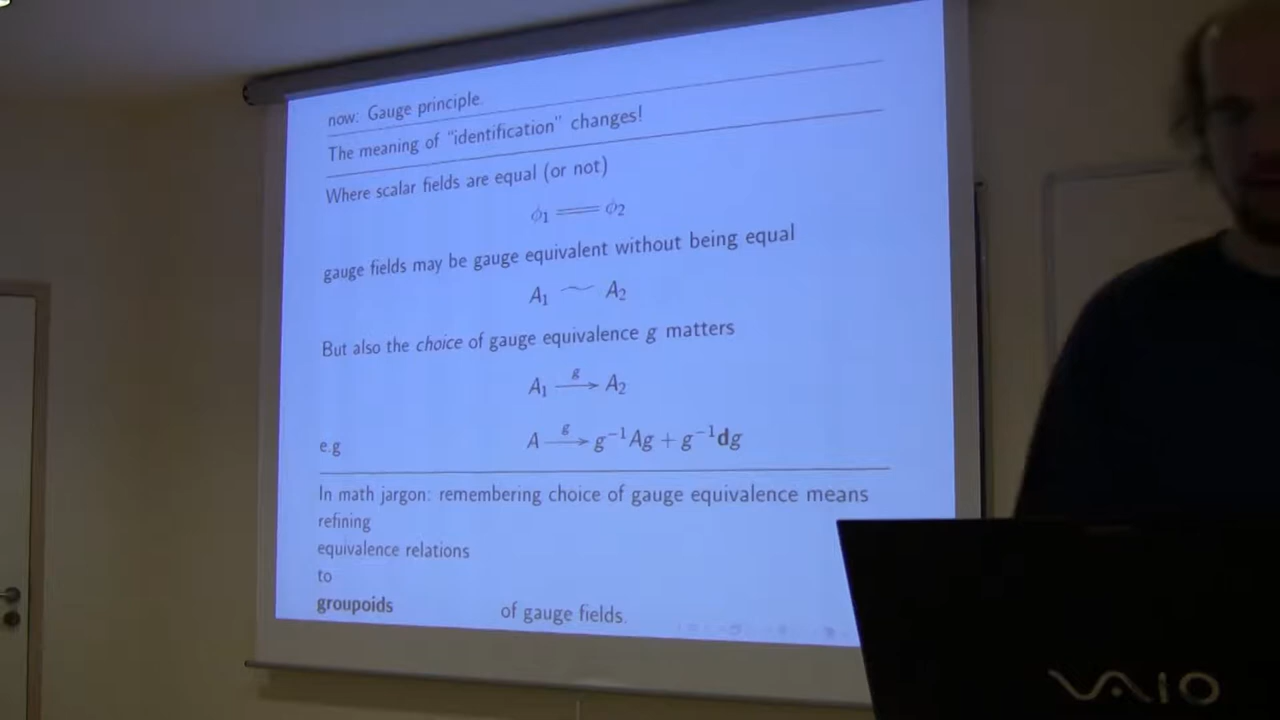 now: Gauge principle.
The meaning of "identification" changes!
Where scalar fields are equal (or not)
ϕ₁ === ϕ₂
gauge fields may be gauge equivalent without being equal
A₁ ∼ A₂
But also the choice of gauge equivalence g matters
g
A₁ ⟶ A₂
g
e.g A ⟶ g⁻¹Ag + g⁻¹dg
In math jargon: remembering choice of gauge equivalence means
refining
equivalence relations
to
groupoids of gauge fields.
VAIO